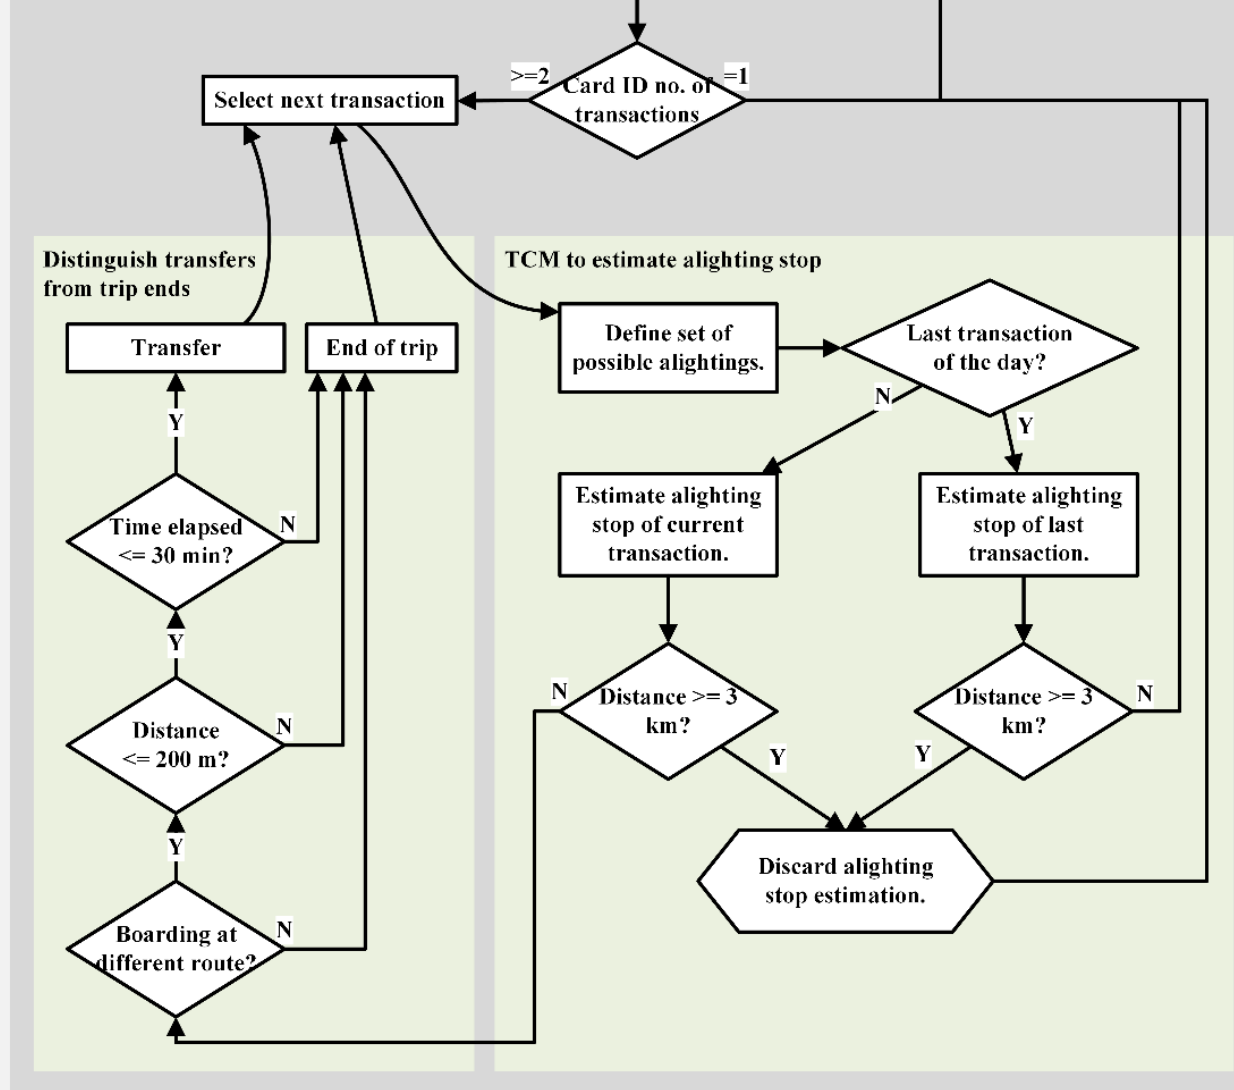 >=2
Card ID no. of
transactions
=1
Select next transaction
Distinguish transfers
from trip ends
Transfer
End of trip
Y
Time elapsed
<= 30 min?
N
Y
Distance
<= 200 m?
N
Y
Boarding at
different route?
N
TCM to estimate alighting stop
Define set of
possible alightings.
Last transaction
of the day?
N
Y
Estimate alighting
stop of current
transaction.
Estimate alighting
stop of last
transaction.
N
Distance >= 3
km?
Y
Distance >= 3
km?
N
Y
Discard alighting
stop estimation.